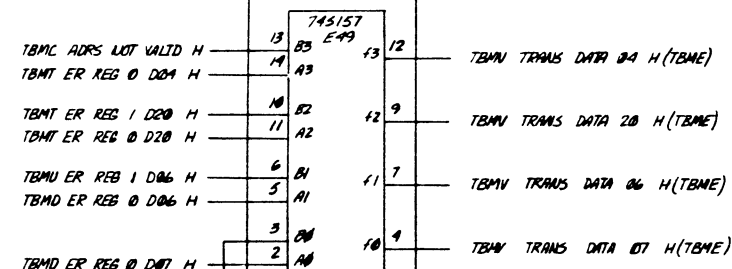 74S157
E49
TBMC ADRS NOT VALID H 13 B3 f3 12 TBMV TRANS DATA 04 H (TBME)
TBMT ER REG 0 D04 H 14 A3
TBMT ER REG 1 D20 H 10 B2 f2 9 TBMV TRANS DATA 20 H (TBME)
TBMT ER REG 0 D20 H 11 A2
TBMU ER REG 1 D06 H 6 B1 f1 7 TBMV TRANS DATA 06 H (TBME)
TBMD ER REG 0 D06 H 5 A1
3 B0 f0 4 TBMV TRANS DATA 07 H (TBME)
TBMD ER REG 0 D07 H 2 A0